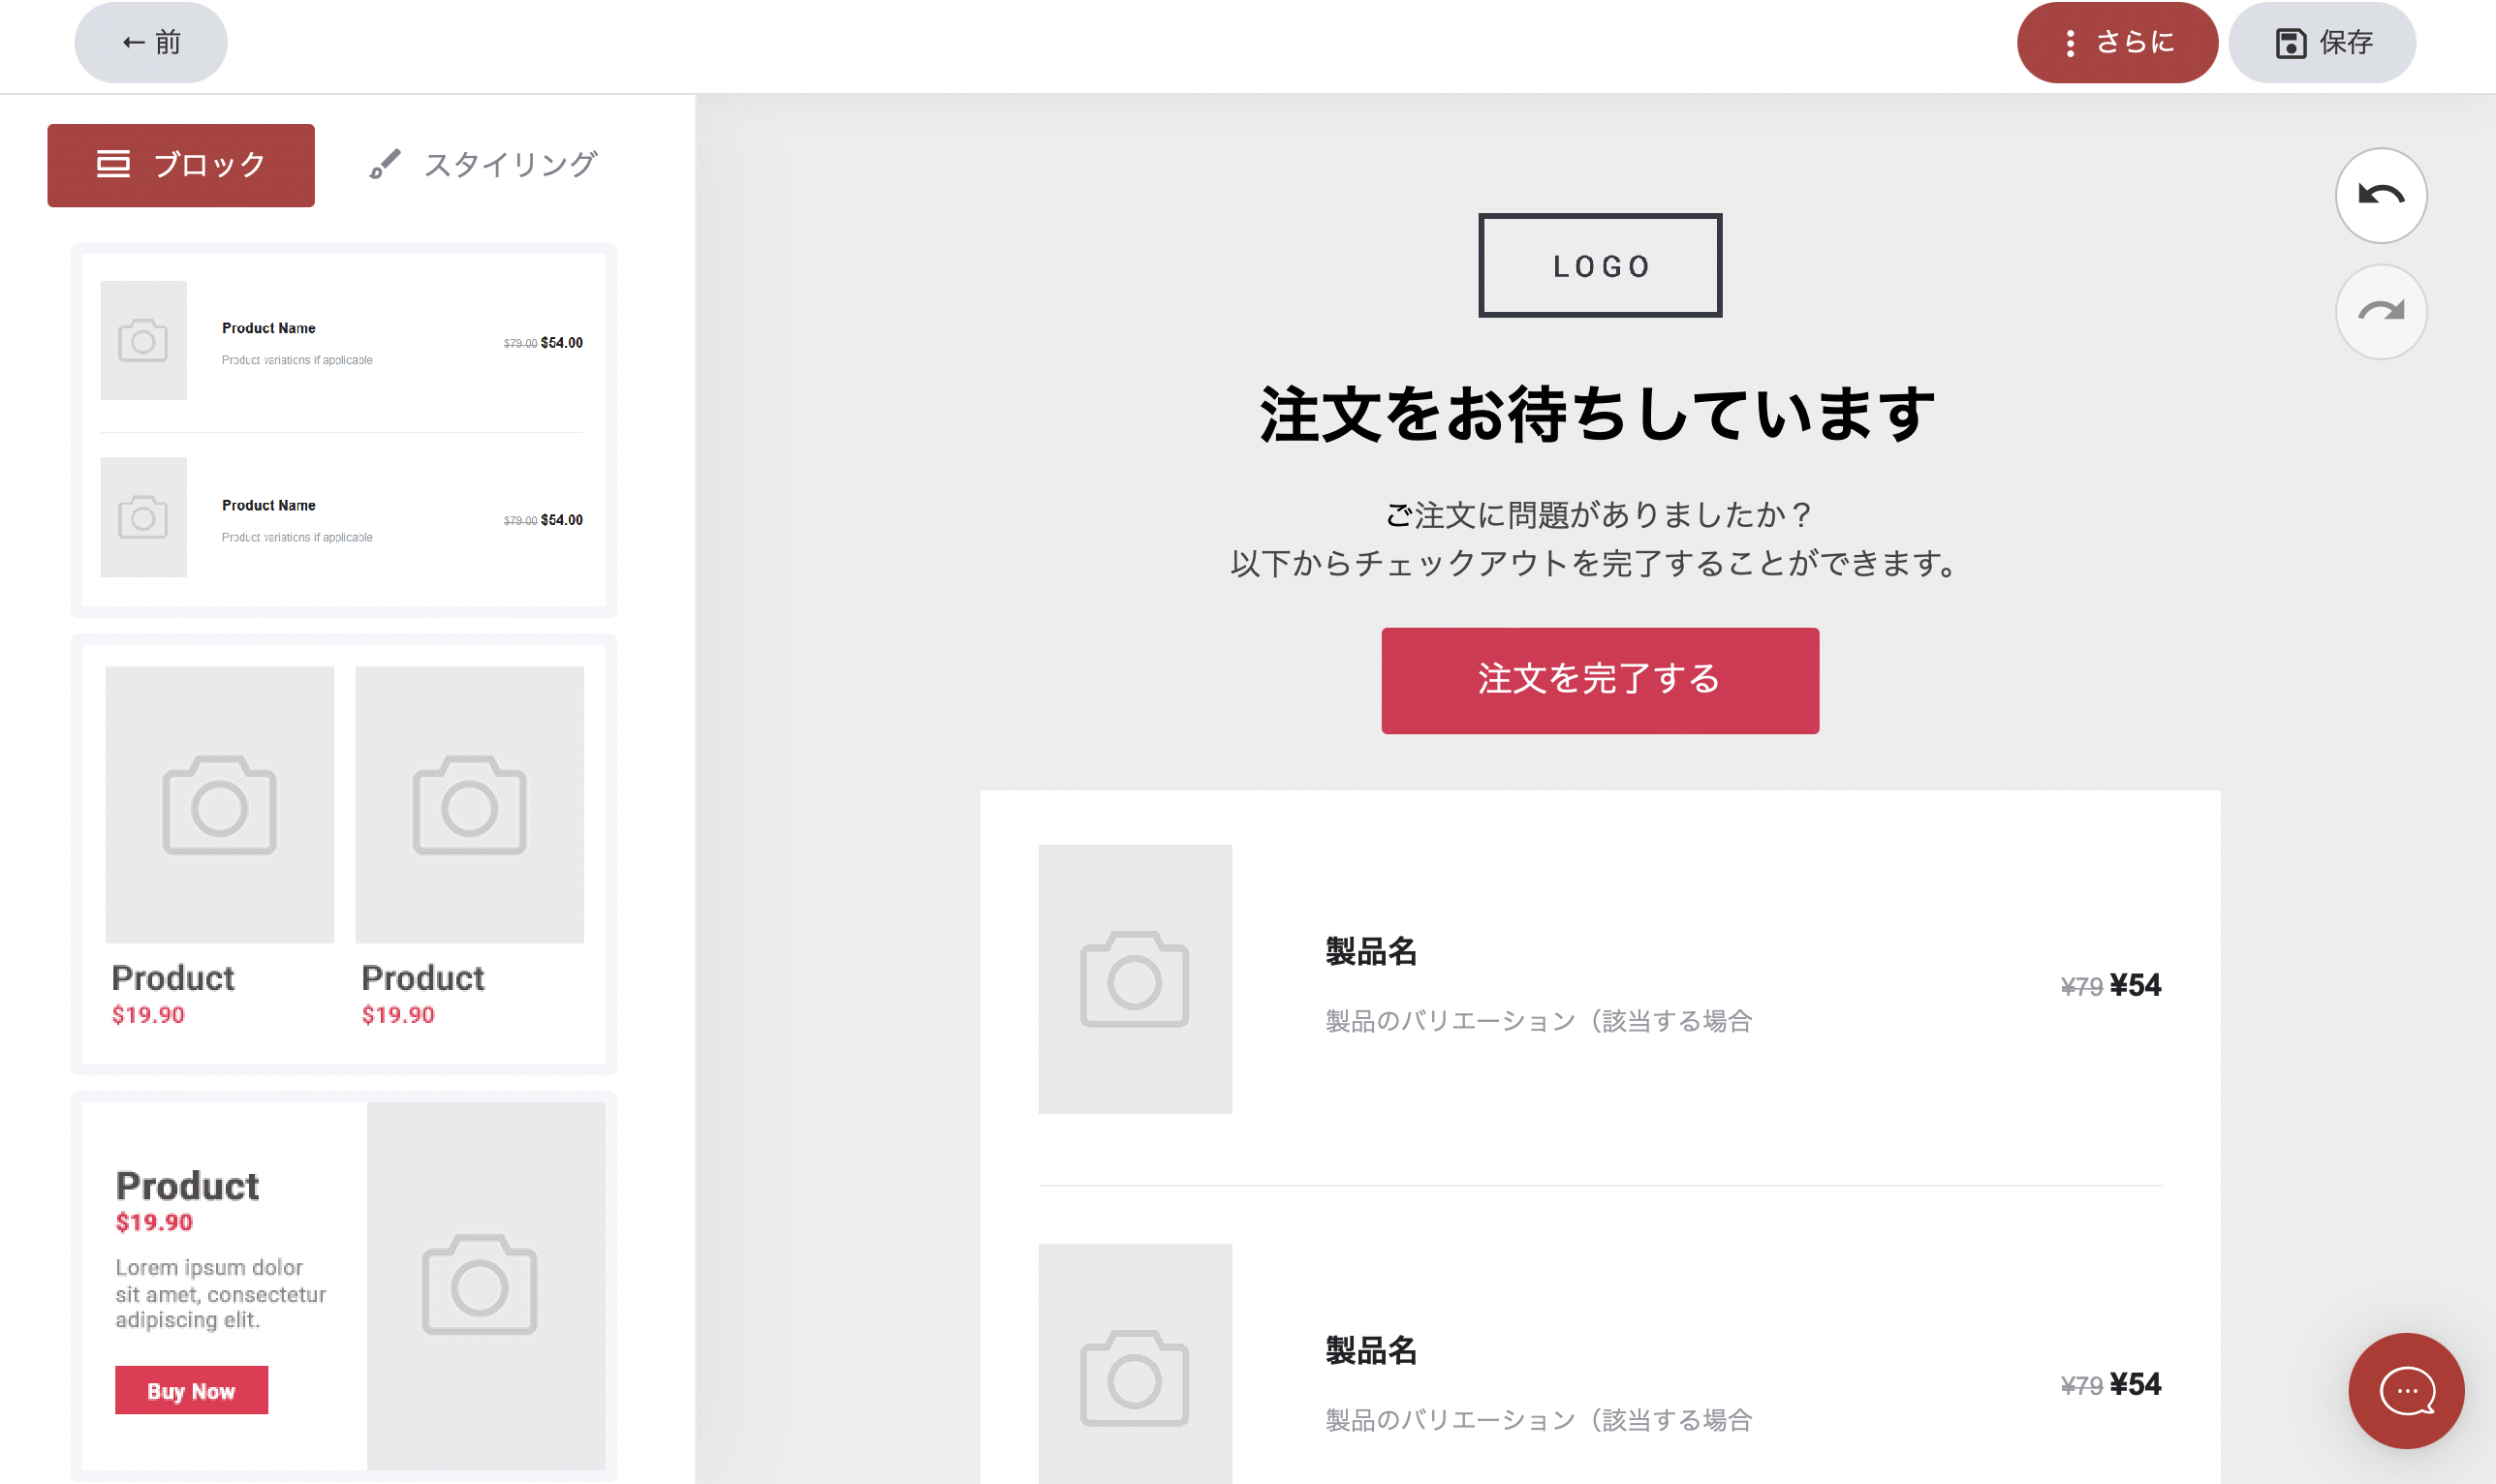 ← 前
さらに
保存
ブロック
スタイリング
Product Name
Product variations if applicable
$79.00 $54.00
Product Name
Product variations if applicable
$79.00 $54.00
Product
$19.90
Product
$19.90
Product
$19.90
Lorem ipsum dolor
sit amet, consectetur
adipiscing elit.
Buy Now
LOGO
注文をお待ちしています
ご注文に問題がありましたか？
以下からチェックアウトを完了することができます。
注文を完了する
製品名
製品のバリエーション（該当する場合
¥79 ¥54
製品名
製品のバリエーション（該当する場合
¥79 ¥54